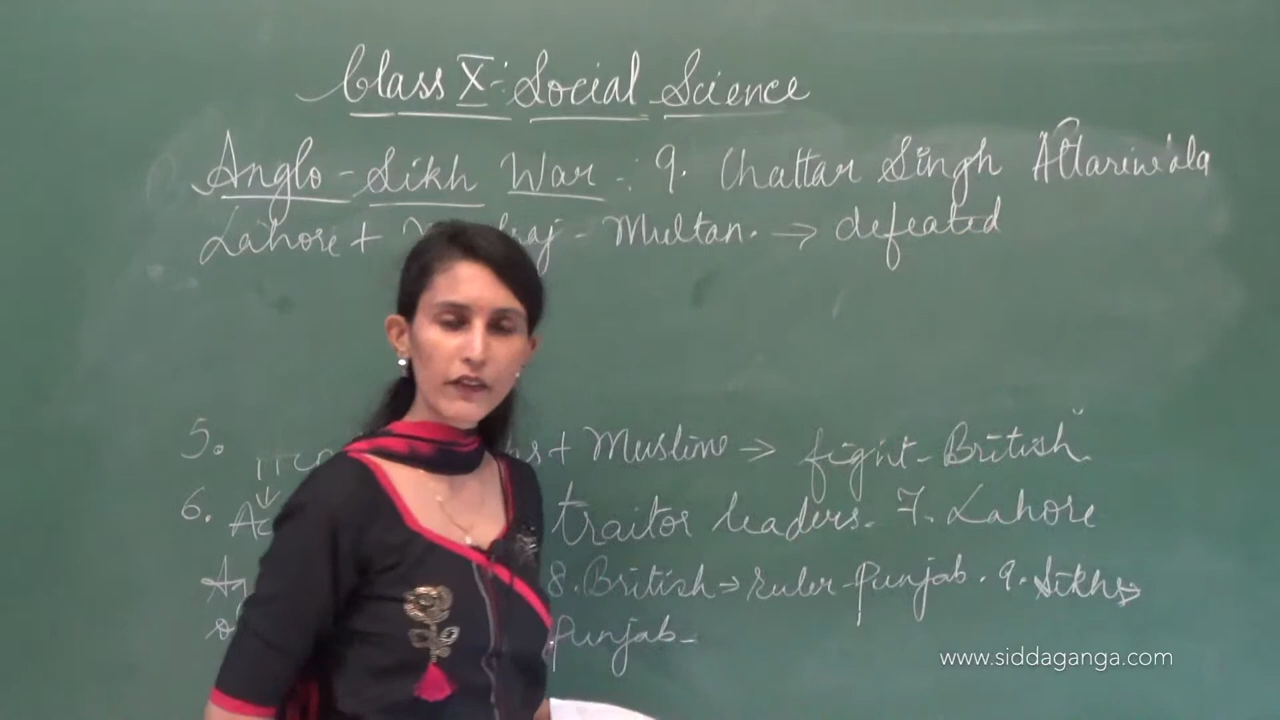 Class X: Social Science
Anglo-Sikh War: 9. Chattar Singh Attariwala
Lahore + - Multan. → defeated
5. + Muslims → fight - British.
6. traitor leaders. 7. Lahore
8. British → ruler - Punjab. 9. Sikhs →
Punjab -
www.siddaganga.com